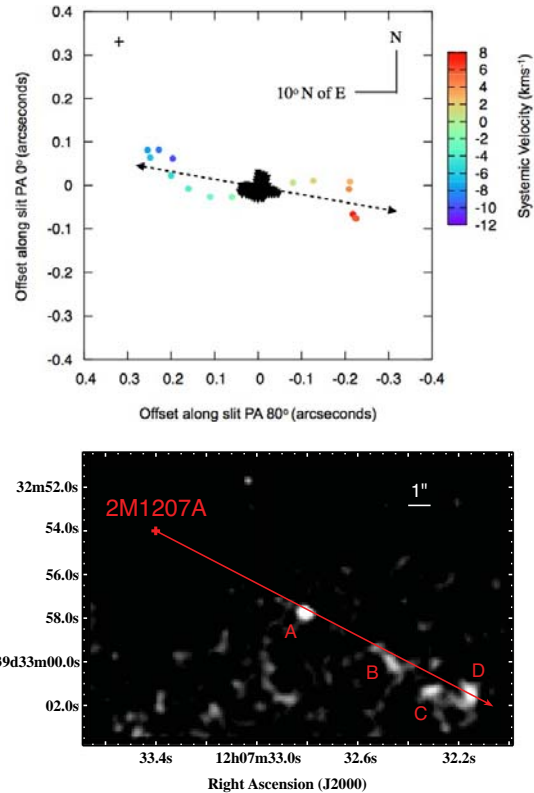 0.4
0.3
0.2
0.1
0
-0.1
-0.2
-0.3
-0.4
Offset along slit PA 0º (arcseconds)
+
N
10º N of E
0.4 0.3 0.2 0.1 0 -0.1 -0.2 -0.3 -0.4
Offset along slit PA 80º (arcseconds)
8
6
4
2
0
-2
-4
-6
-8
-10
-12
Systemic Velocity (kms⁻¹)
32m52.0s
54.0s
56.0s
58.0s
39d33m00.0s
02.0s
2M1207A
1"
A
B
C
D
33.4s 12h07m33.0s 32.6s 32.2s
Right Ascension (J2000)